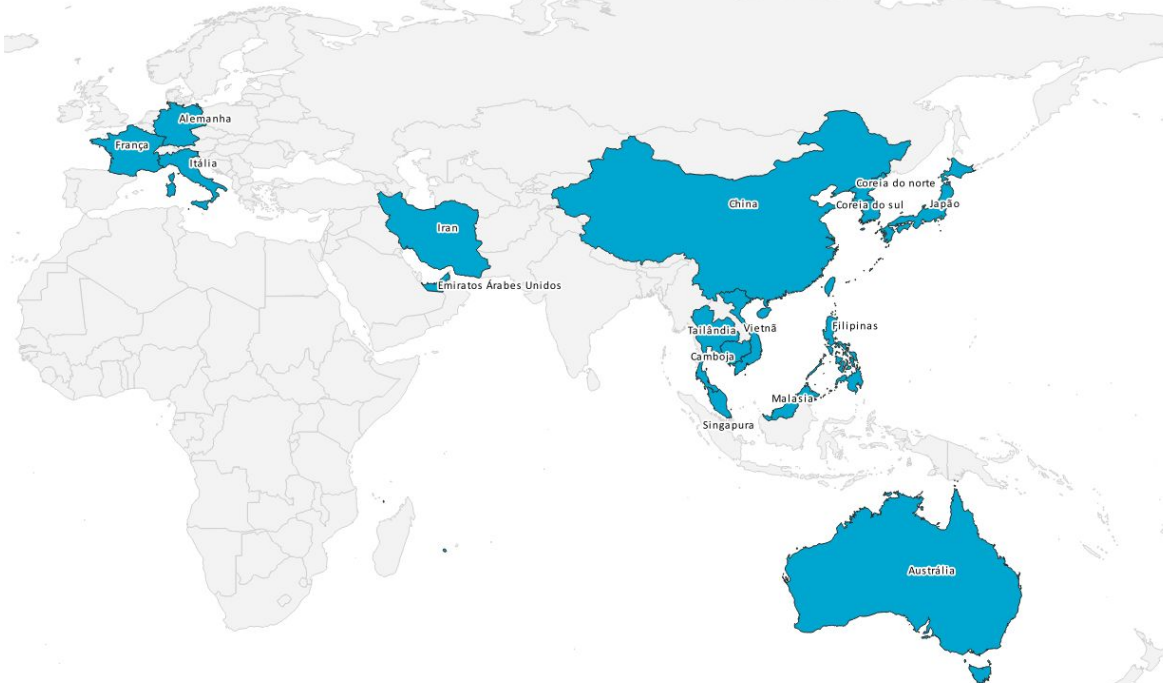 Alemanha
França
Itália
Coreia do norte
China
Coreia do sul
Japão
Iran
Emiratos Árabes Unidos
Filipinas
Tailândia
Vietnã
Camboja
Malasia
Singapura
Austrália